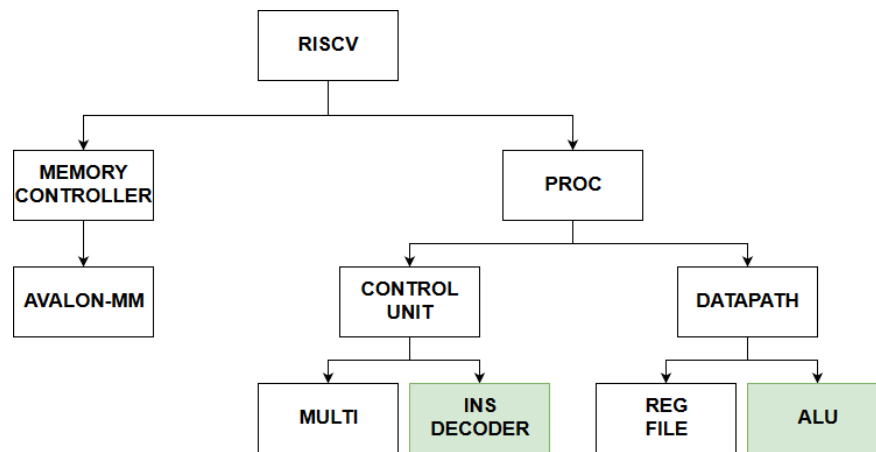 RISCV
MEMORY
CONTROLLER
PROC
AVALON-MM
CONTROL
UNIT
DATAPATH
MULTI
INS
DECODER
REG
FILE
ALU